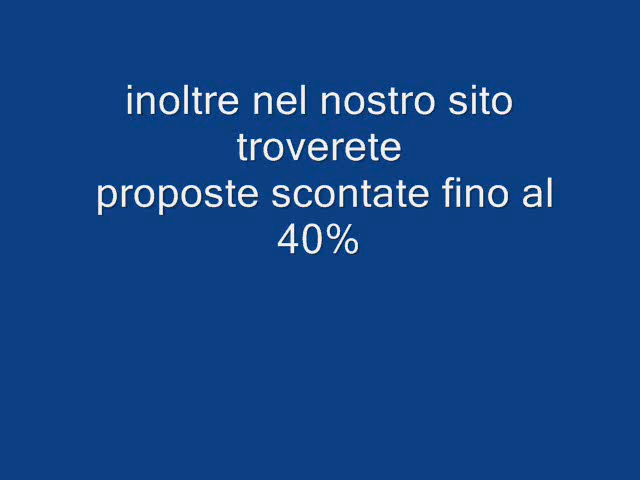 inoltre nel nostro sito
troverete
proposte scontate fino al
40%